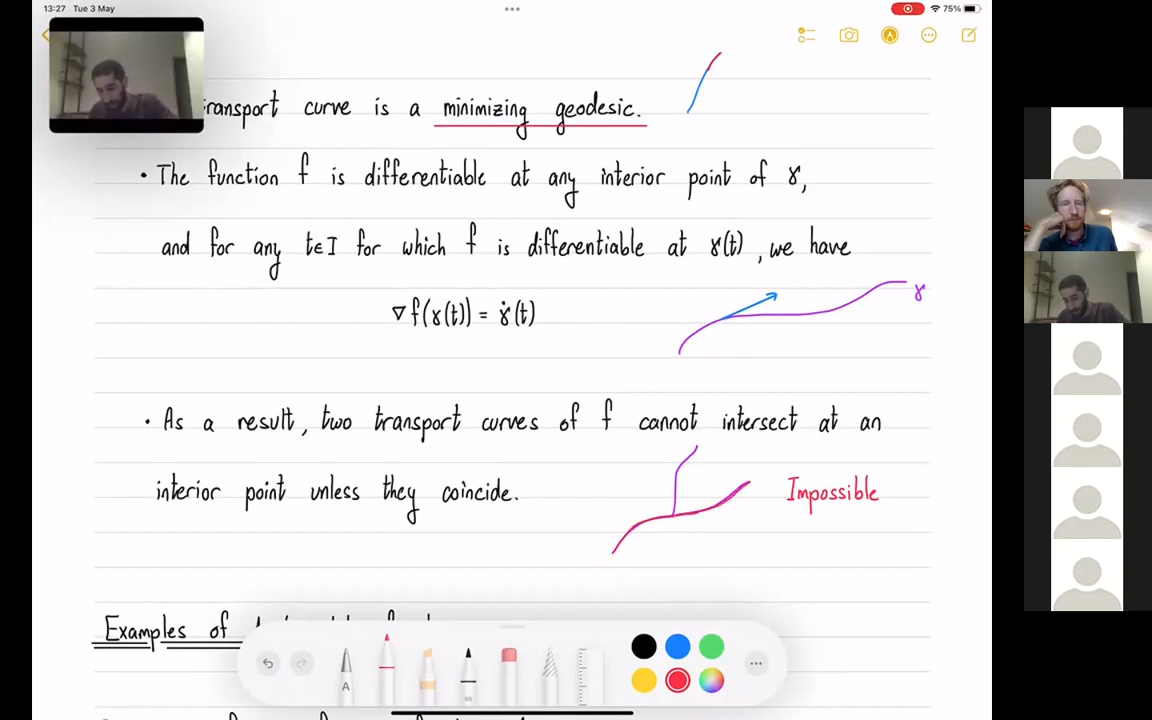 13:27 Tue 3 May
75%
ransport curve is a minimizing geodesic.
• The function f is differentiable at any interior point of γ,
and for any t∈I for which f is differentiable at γ(t), we have
∇f(γ(t)) = γ̇(t)
γ
• As a result, two transport curves of f cannot intersect at an
interior point unless they coincide.
Impossible
Examples of
A
50